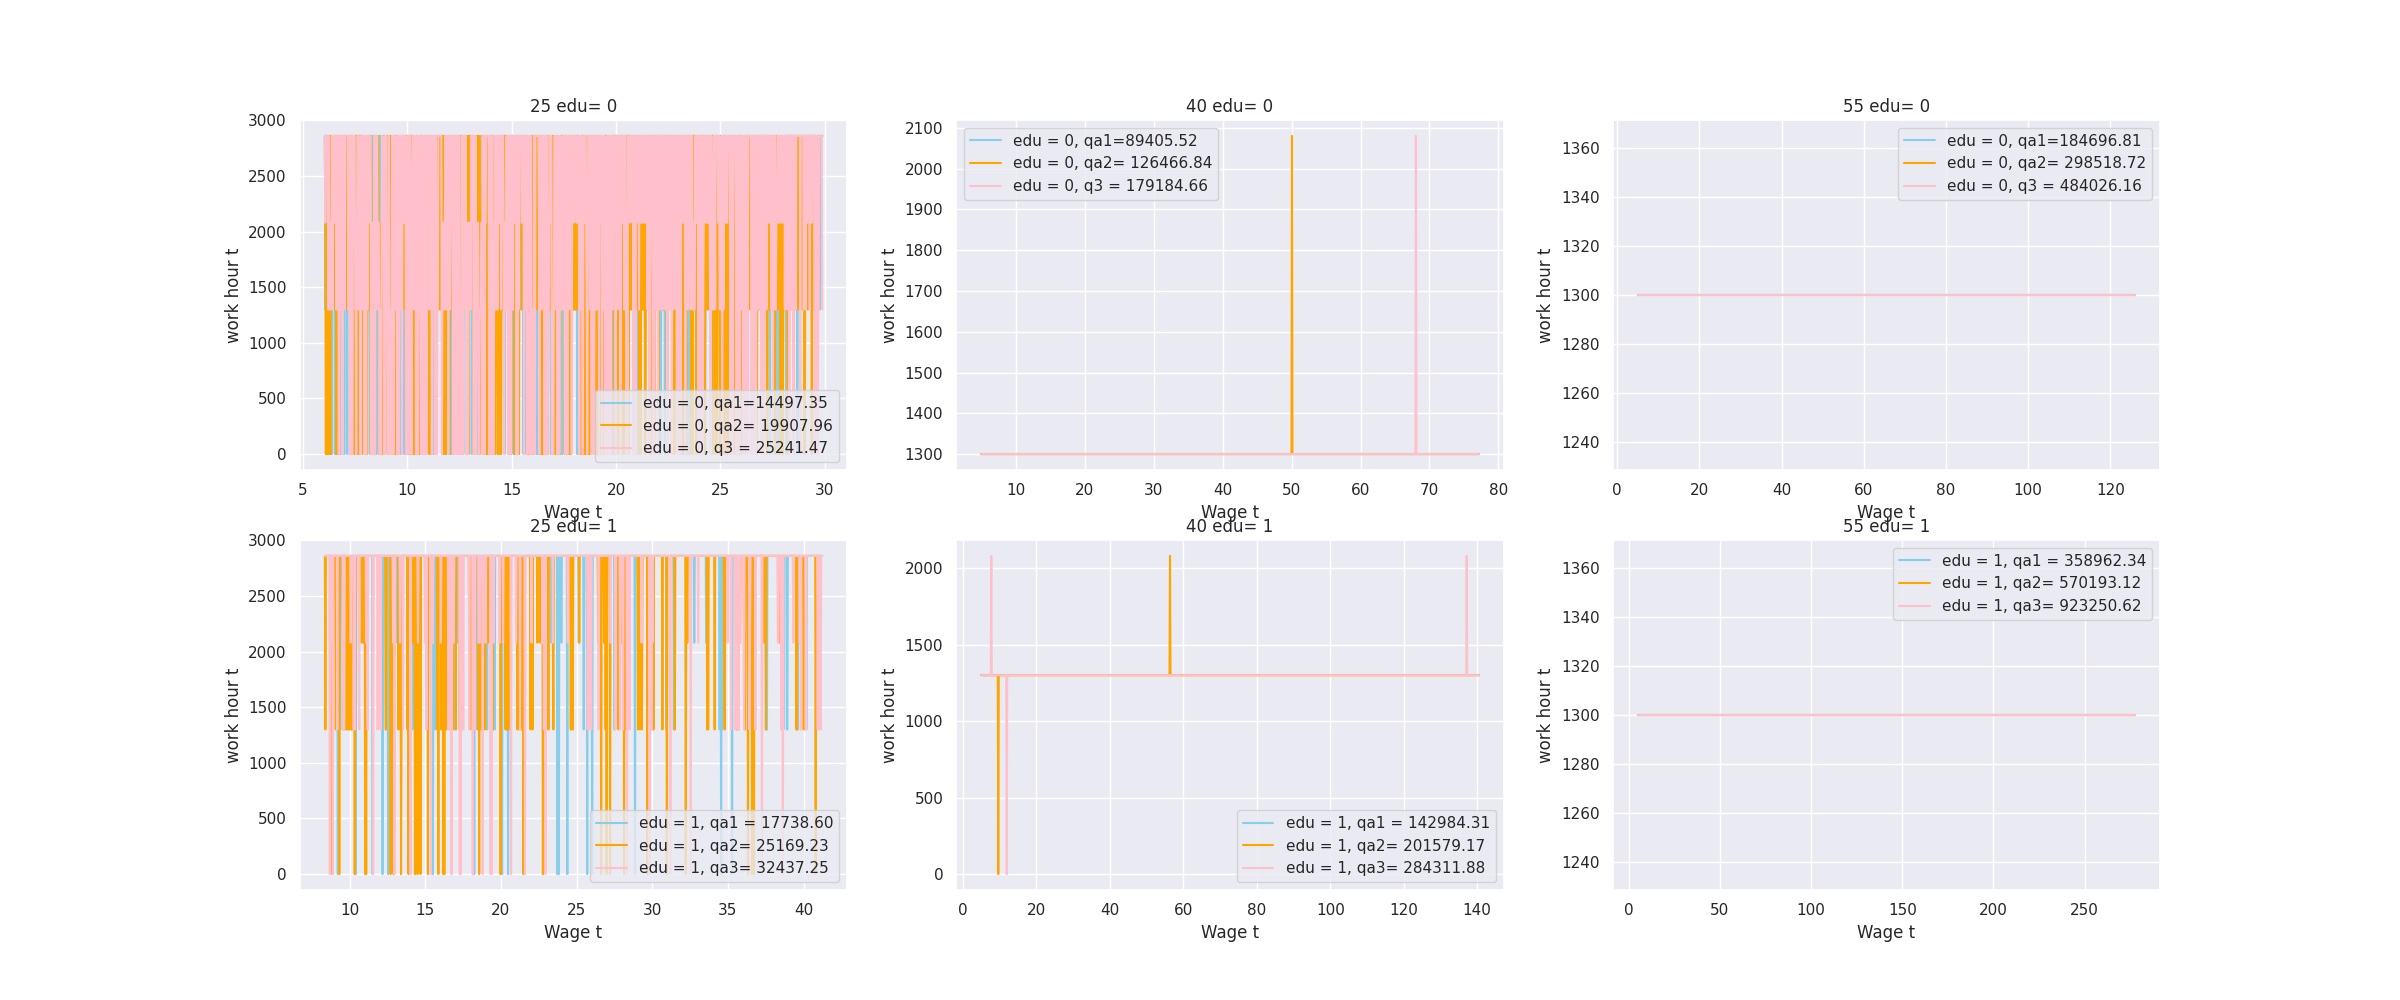 25 edu= 0
3000
2500
2000
1500
1000
500
0
work hour t
edu = 0, qa1=14497.35
edu = 0, qa2= 19907.96
edu = 0, q3 = 25241.47
5 10 15 20 25 30
Wage t
40 edu= 0
2100
2000
1900
1800
1700
1600
1500
1400
1300
work hour t
edu = 0, qa1=89405.52
edu = 0, qa2= 126466.84
edu = 0, q3 = 179184.66
10 20 30 40 50 60 70 80
Wage t
55 edu= 0
1360
1340
1320
1300
1280
1260
1240
work hour t
edu = 0, qa1=184696.81
edu = 0, qa2= 298518.72
edu = 0, q3 = 484026.16
0 20 40 60 80 100 120
Wage t
25 edu= 1
3000
2500
2000
1500
1000
500
0
work hour t
edu = 1, qa1 = 17738.60
edu = 1, qa2= 25169.23
edu = 1, qa3= 32437.25
10 15 20 25 30 35 40
Wage t
40 edu= 1
2000
1500
1000
500
0
work hour t
edu = 1, qa1 = 142984.31
edu = 1, qa2= 201579.17
edu = 1, qa3= 284311.88
0 20 40 60 80 100 120 140
Wage t
55 edu= 1
1360
1340
1320
1300
1280
1260
1240
work hour t
edu = 1, qa1 = 358962.34
edu = 1, qa2= 570193.12
edu = 1, qa3= 923250.62
0 50 100 150 200 250
Wage t